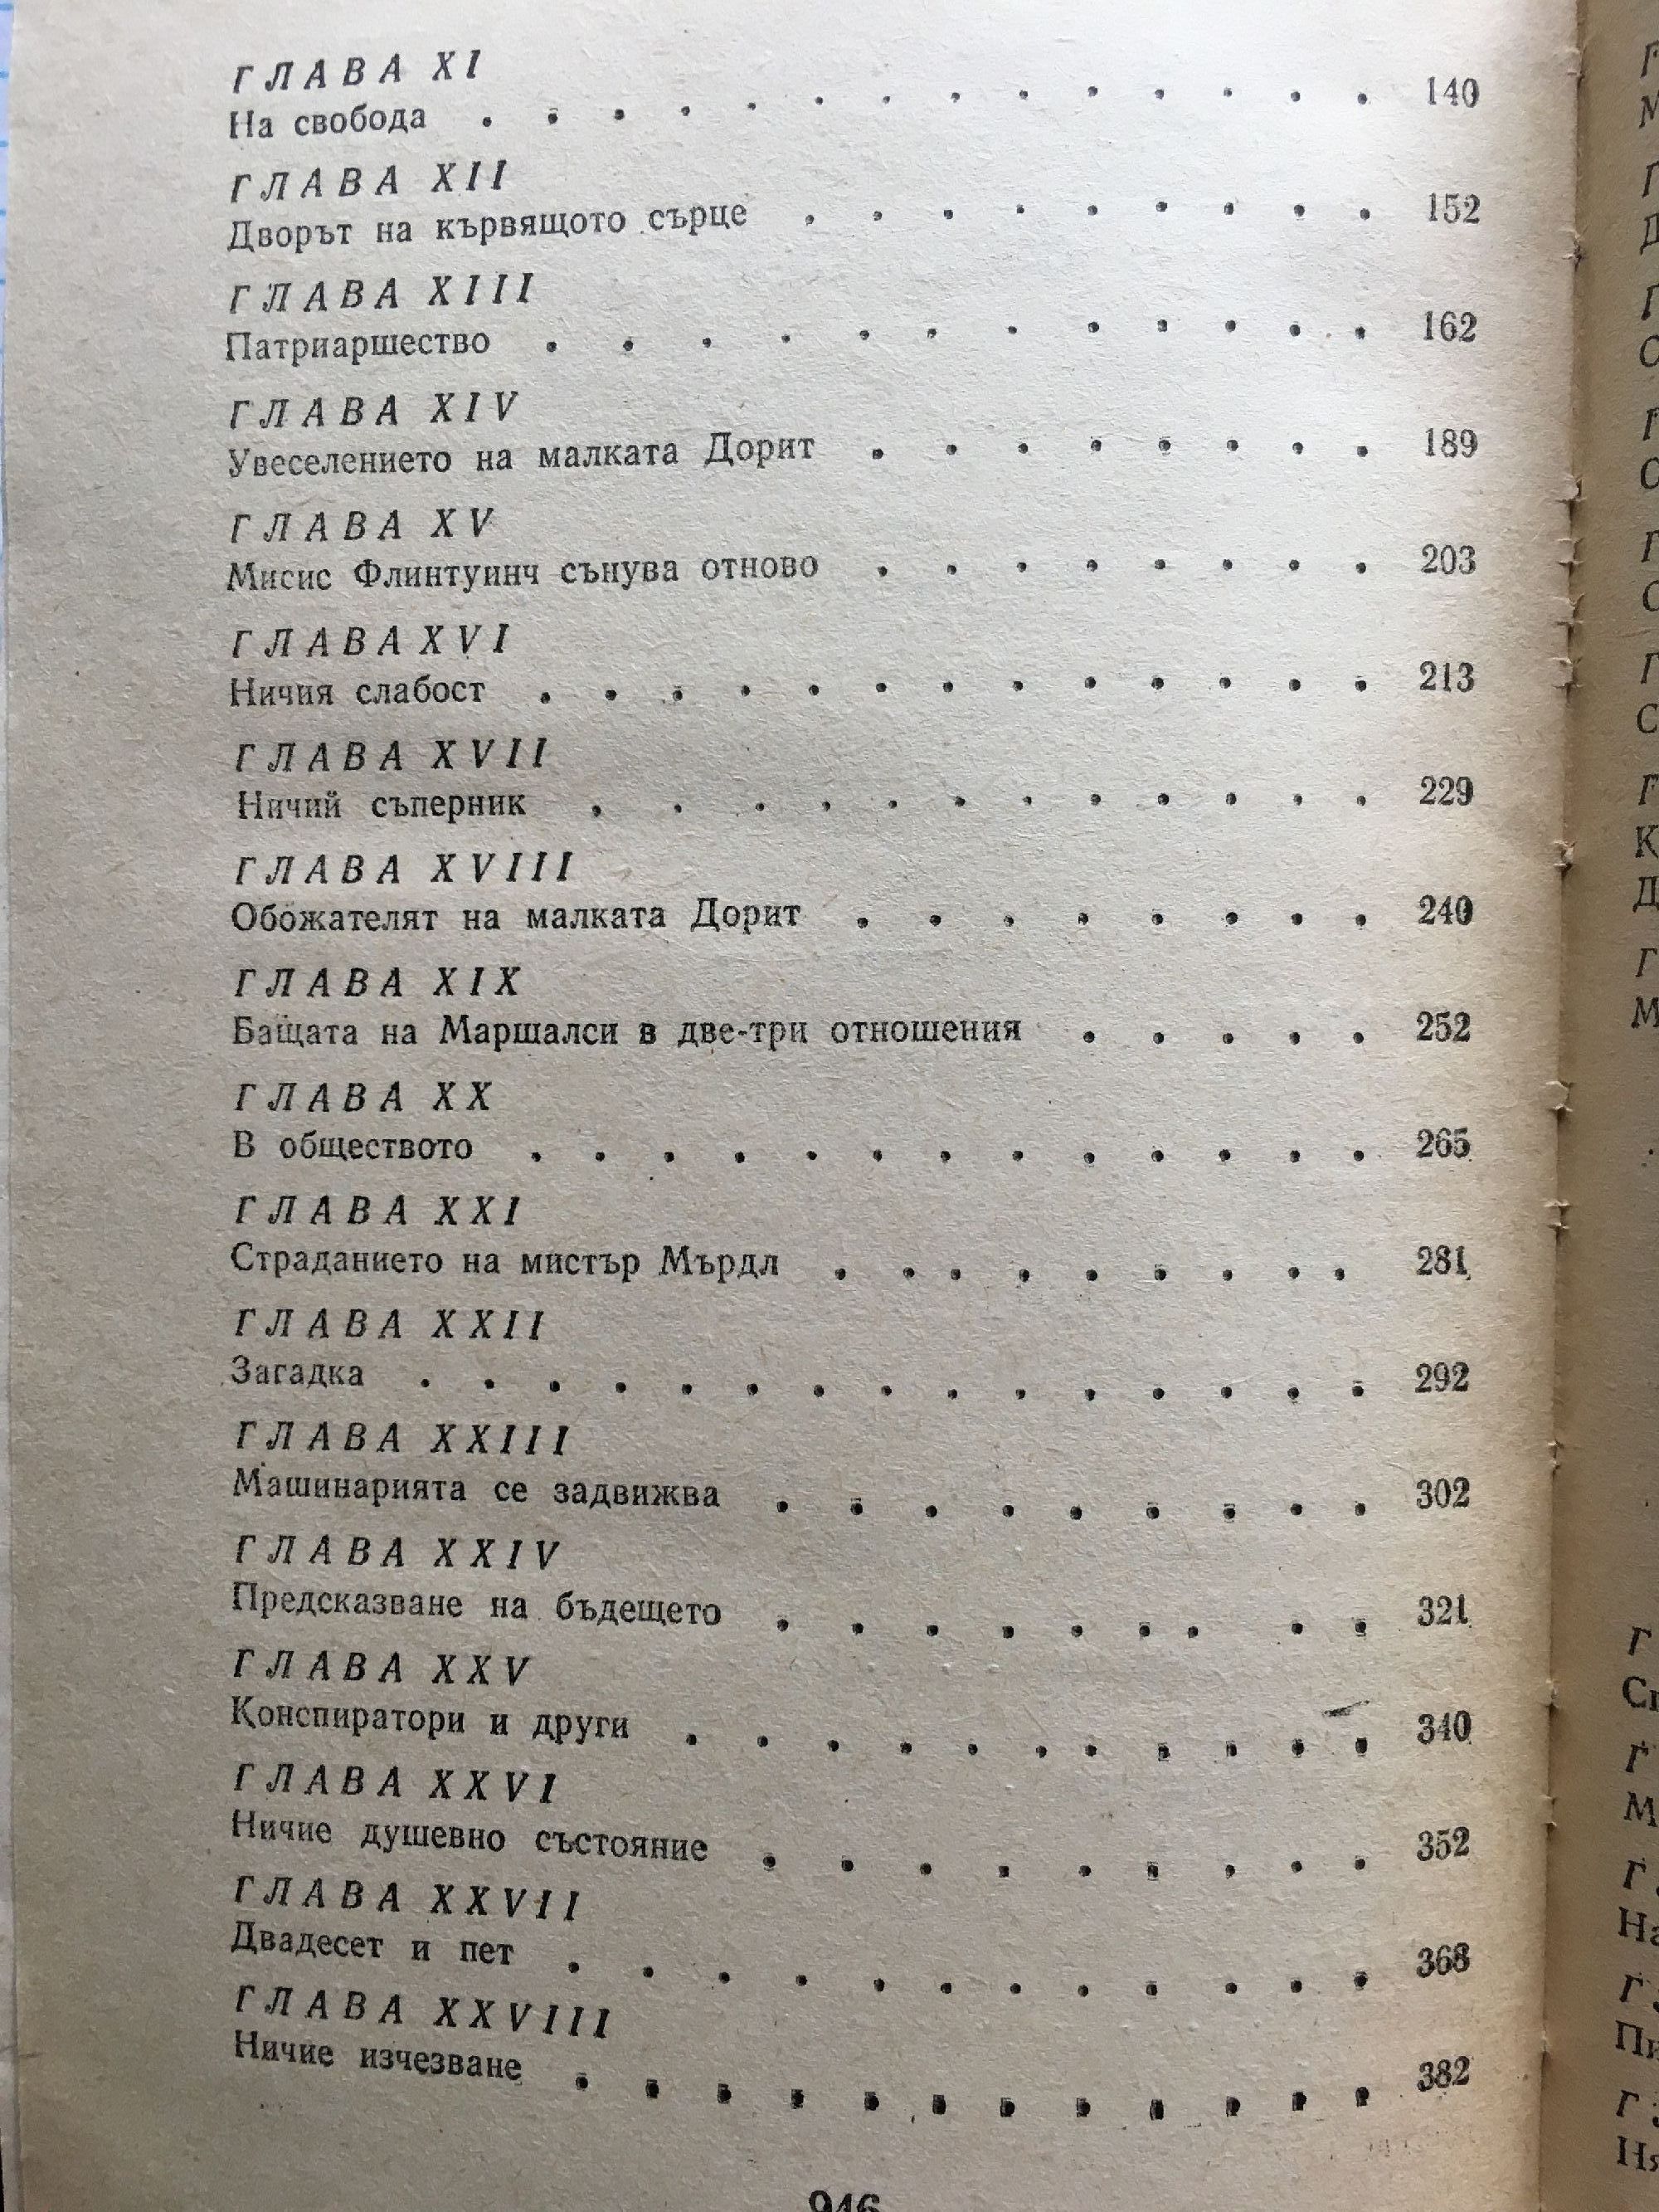 ГЛАВА XI
На свобода . . . . . . . . . . . . . . 140
ГЛАВА XII
Дворът на кървящото сърце . . . . . . . . . 152
ГЛАВА XIII
Патриаршество . . . . . . . . . . . . 162
ГЛАВА XIV
Увеселението на малката Дорит . . . . . . . . 189
ГЛАВА XV
Мисис Флинтуинч сънува отново . . . . . . . . 203
ГЛАВА XVI
Ничия слабост . . . . . . . . . . . . . 213
ГЛАВА XVII
Ничий съперник . . . . . . . . . . . . 229
ГЛАВА XVIII
Обожателят на малката Дорит . . . . . . . . 240
ГЛАВА XIX
Бащата на Маршалси в две-три отношения . . . . . 252
ГЛАВА XX
В обществото . . . . . . . . . . . . . 265
ГЛАВА XXI
Страданието на мистър Мърдл . . . . . . . . . 281
ГЛАВА XXII
Загадка . . . . . . . . . . . . . . . 292
ГЛАВА XXIII
Машинарията се задвижва . . . . . . . . . 302
ГЛАВА XXIV
Предсказване на бъдещето . . . . . . . . . 321
ГЛАВА XXV
Конспиратори и други . . . . . . . . . . . 340
ГЛАВА XXVI
Ничие душевно състояние . . . . . . . . . 352
ГЛАВА XXVII
Двадесет и пет . . . . . . . . . . . . 368
ГЛАВА XXVIII
Ничие изчезване . . . . . . . . . . . . 382
946